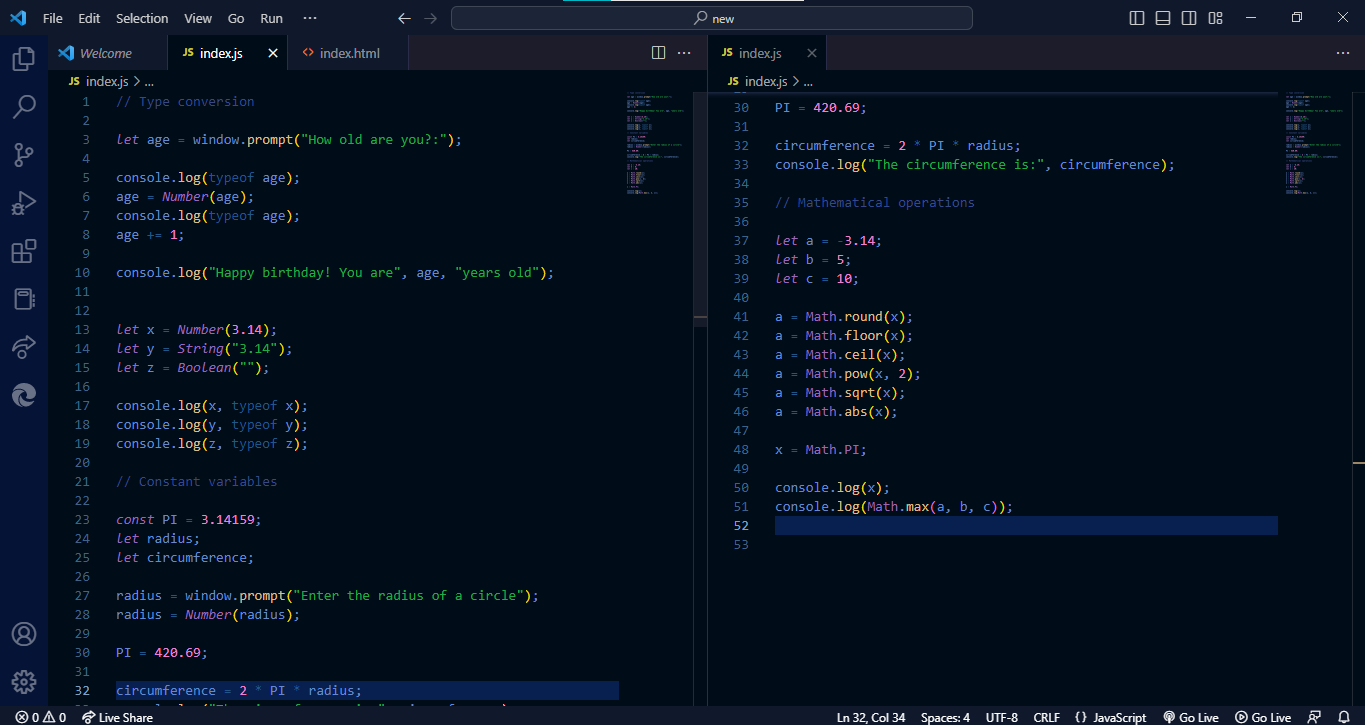 File Edit Selection View Go Run ··· new
Welcome JS index.js index.html
JS index.js > ...
1 // Type conversion
2
3 let age = window.prompt("How old are you?:");
4
5 console.log(typeof age);
6 age = Number(age);
7 console.log(typeof age);
8 age += 1;
9
10 console.log("Happy birthday! You are", age, "years old");
11
12
13 let x = Number(3.14);
14 let y = String("3.14");
15 let z = Boolean("");
16
17 console.log(x, typeof x);
18 console.log(y, typeof y);
19 console.log(z, typeof z);
20
21 // Constant variables
22
23 const PI = 3.14159;
24 let radius;
25 let circumference;
26
27 radius = window.prompt("Enter the radius of a circle");
28 radius = Number(radius);
29
30 PI = 420.69;
31
32 circumference = 2 * PI * radius;
JS index.js
JS index.js > ...
30 PI = 420.69;
31
32 circumference = 2 * PI * radius;
33 console.log("The circumference is:", circumference);
34
35 // Mathematical operations
36
37 let a = -3.14;
38 let b = 5;
39 let c = 10;
40
41 a = Math.round(x);
42 a = Math.floor(x);
43 a = Math.ceil(x);
44 a = Math.pow(x, 2);
45 a = Math.sqrt(x);
46 a = Math.abs(x);
47
48 x = Math.PI;
49
50 console.log(x);
51 console.log(Math.max(a, b, c));
52
53
0 0 Live Share Ln 32, Col 34 Spaces: 4 UTF-8 CRLF {} JavaScript Go Live Go Live